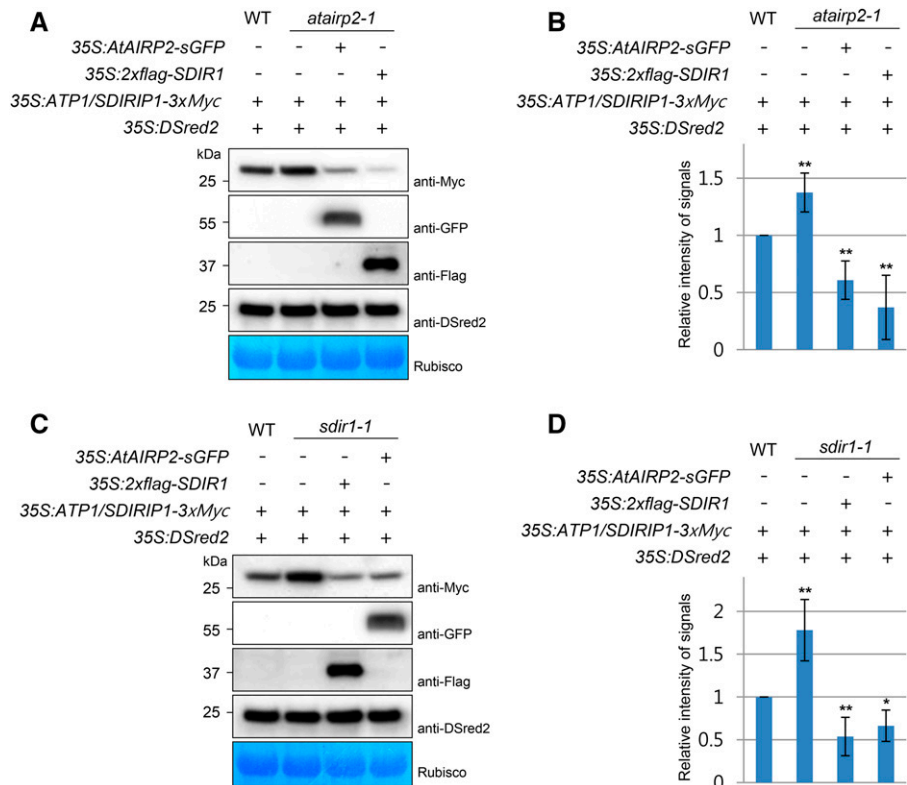 A
WT atairp2-1
35S:AtAIRP2-sGFP - - + -
35S:2xflag-SDIR1 - - - +
35S:ATP1/SDIRIP1-3xMyc + + + +
35S:DSred2 + + + +
kDa
25 anti-Myc
55 anti-GFP
37 anti-Flag
25 anti-DSred2
Rubisco
B
WT atairp2-1
35S:AtAIRP2-sGFP - - + -
35S:2xflag-SDIR1 - - - +
35S:ATP1/SDIRIP1-3xMyc + + + +
35S:DSred2 + + + +
Relative intensity of signals
1.5
1
0.5
0
** ** **
C
WT sdir1-1
35S:AtAIRP2-sGFP - - - +
35S:2xflag-SDIR1 - - + -
35S:ATP1/SDIRIP1-3xMyc + + + +
35S:DSred2 + + + +
kDa
25 anti-Myc
55 anti-GFP
37 anti-Flag
25 anti-DSred2
Rubisco
D
WT sdir1-1
35S:AtAIRP2-sGFP - - - +
35S:2xflag-SDIR1 - - + -
35S:ATP1/SDIRIP1-3xMyc + + + +
35S:DSred2 + + + +
Relative intensity of signals
2
1.5
1
0.5
0
** ** *